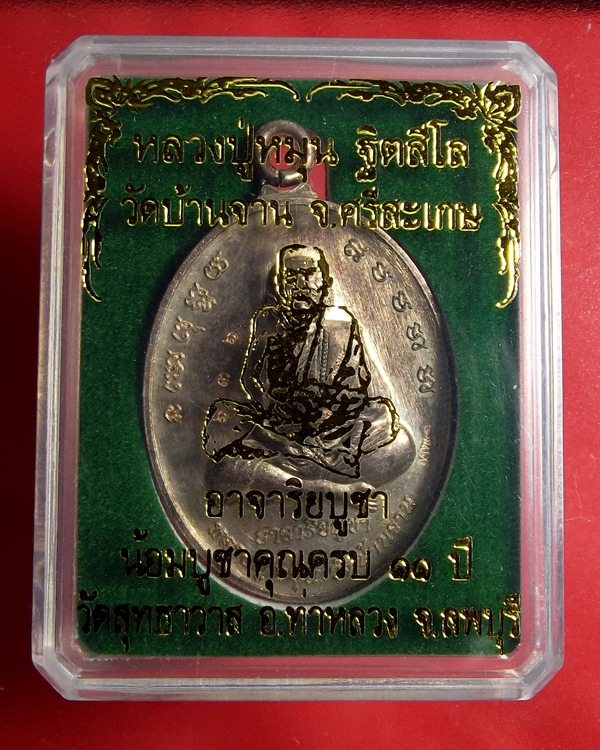 หลวงปู่หมุน ฐิตสีโล
วัดบ้านจาน จ.ศรีสะเกษ
อาจาริยบูชา
น้อมบูชาคุณครบ ๑๑ ปี
วัดสุทธาวาส อ.ท่าหลวง จ.ลพบุรี